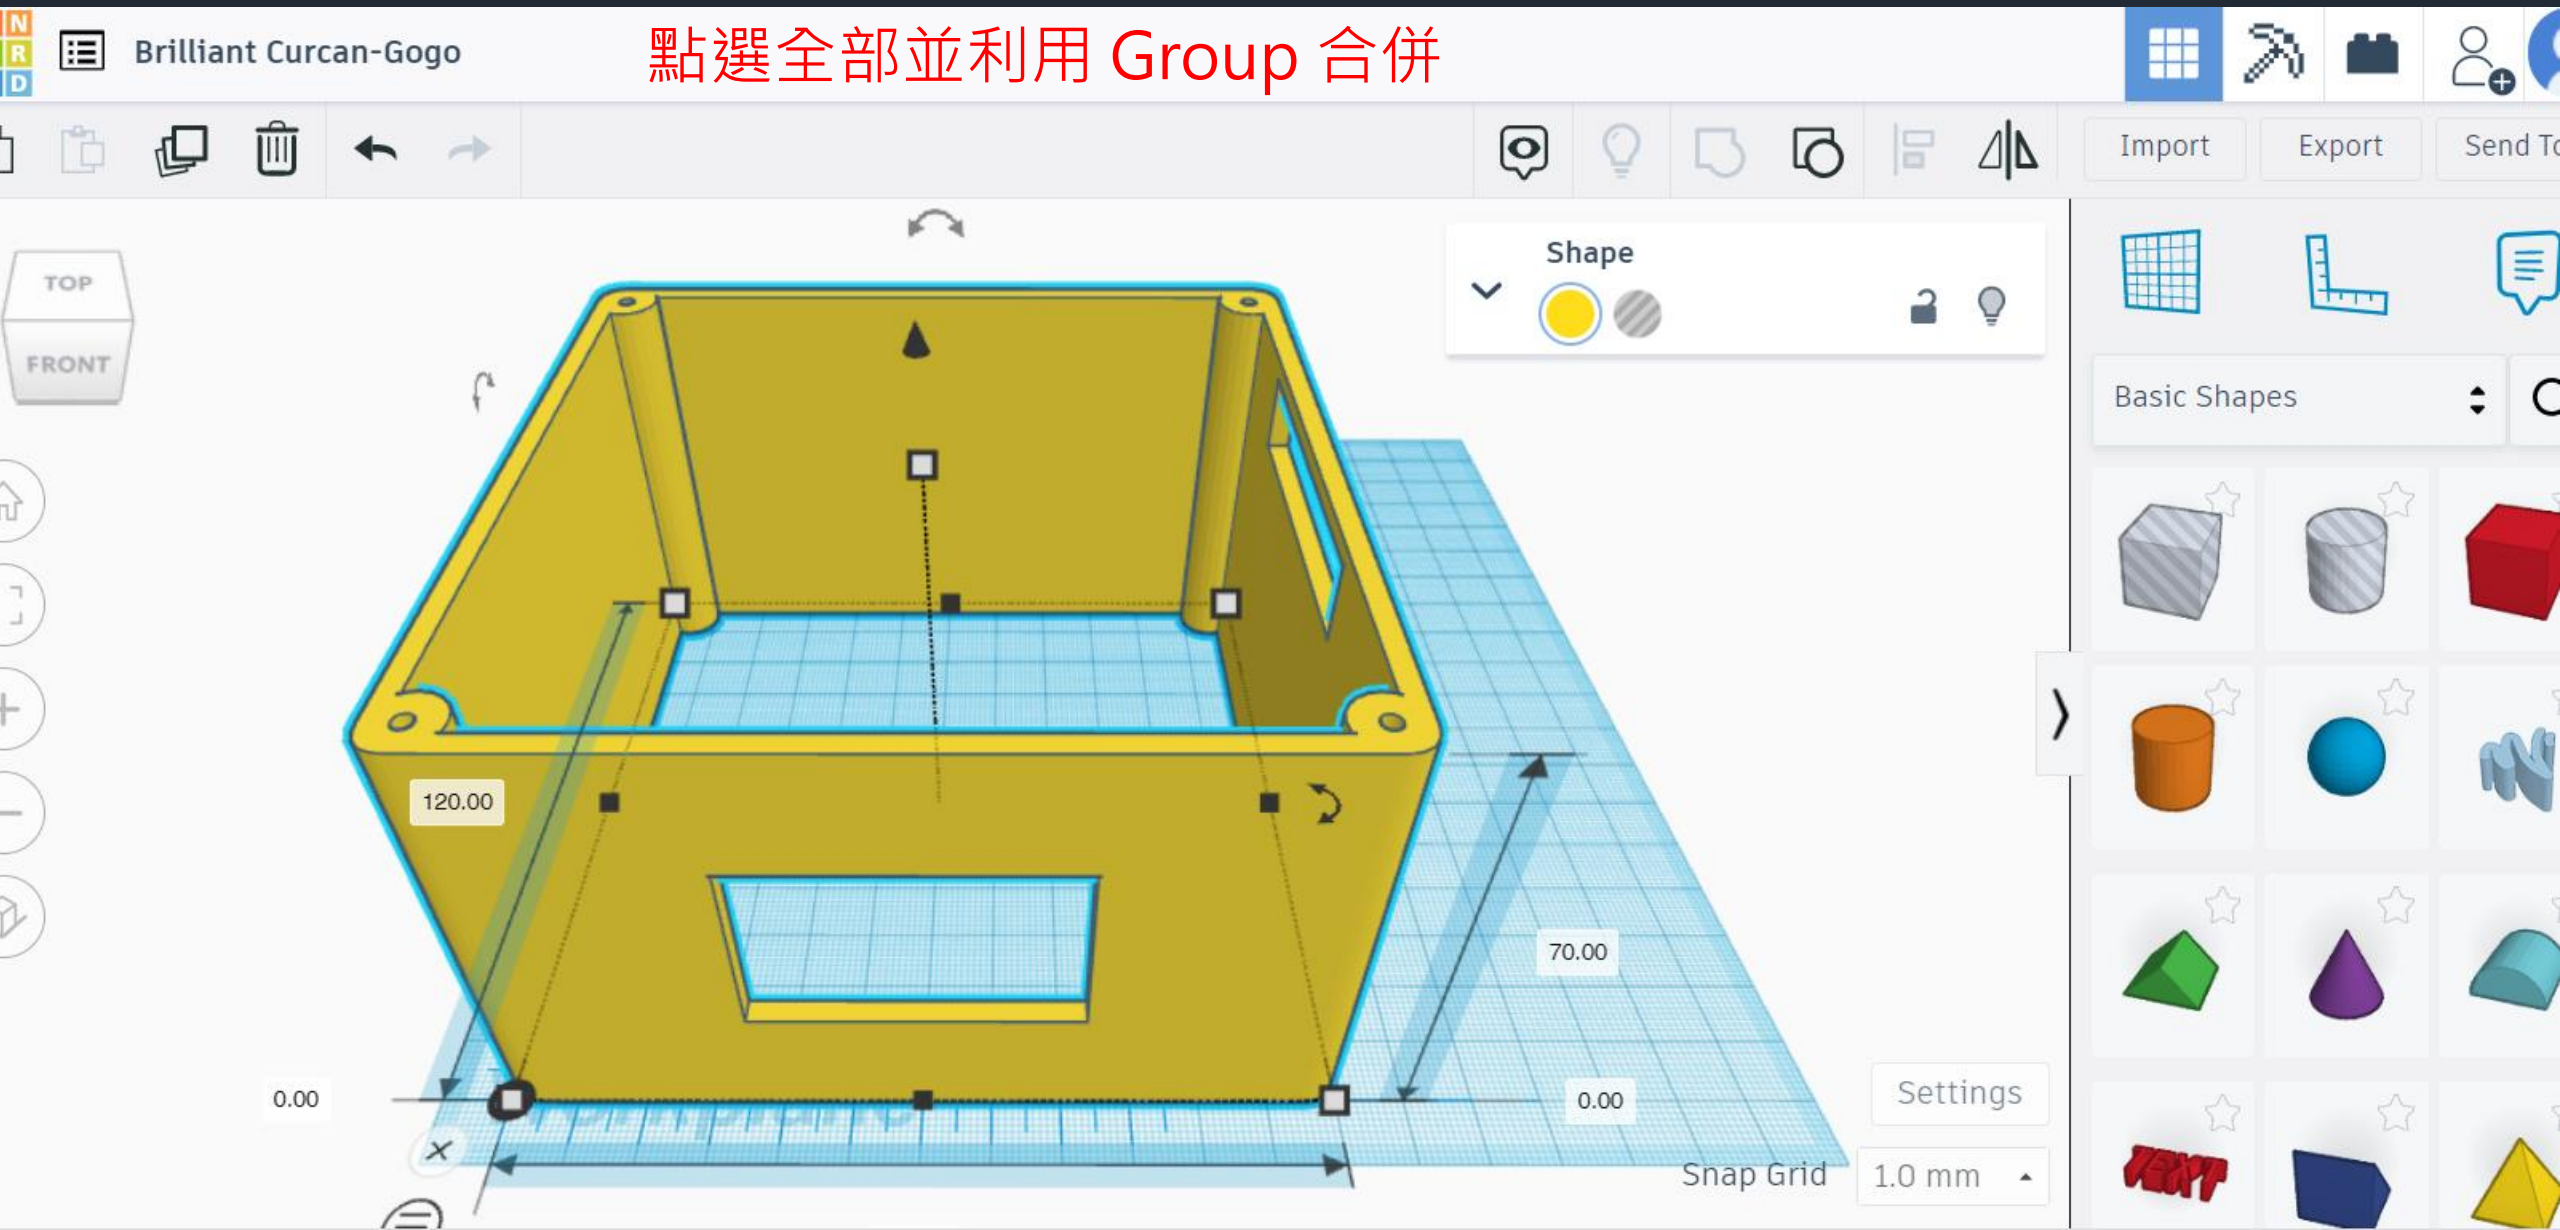 N
R
D
Brilliant Curcan-Gogo
點選全部並利用 Group 合併
Import
Export
Send To
TOP
FRONT
Shape
Basic Shapes
120.00
70.00
0.00
0.00
Settings
Snap Grid
1.0 mm
TEXT